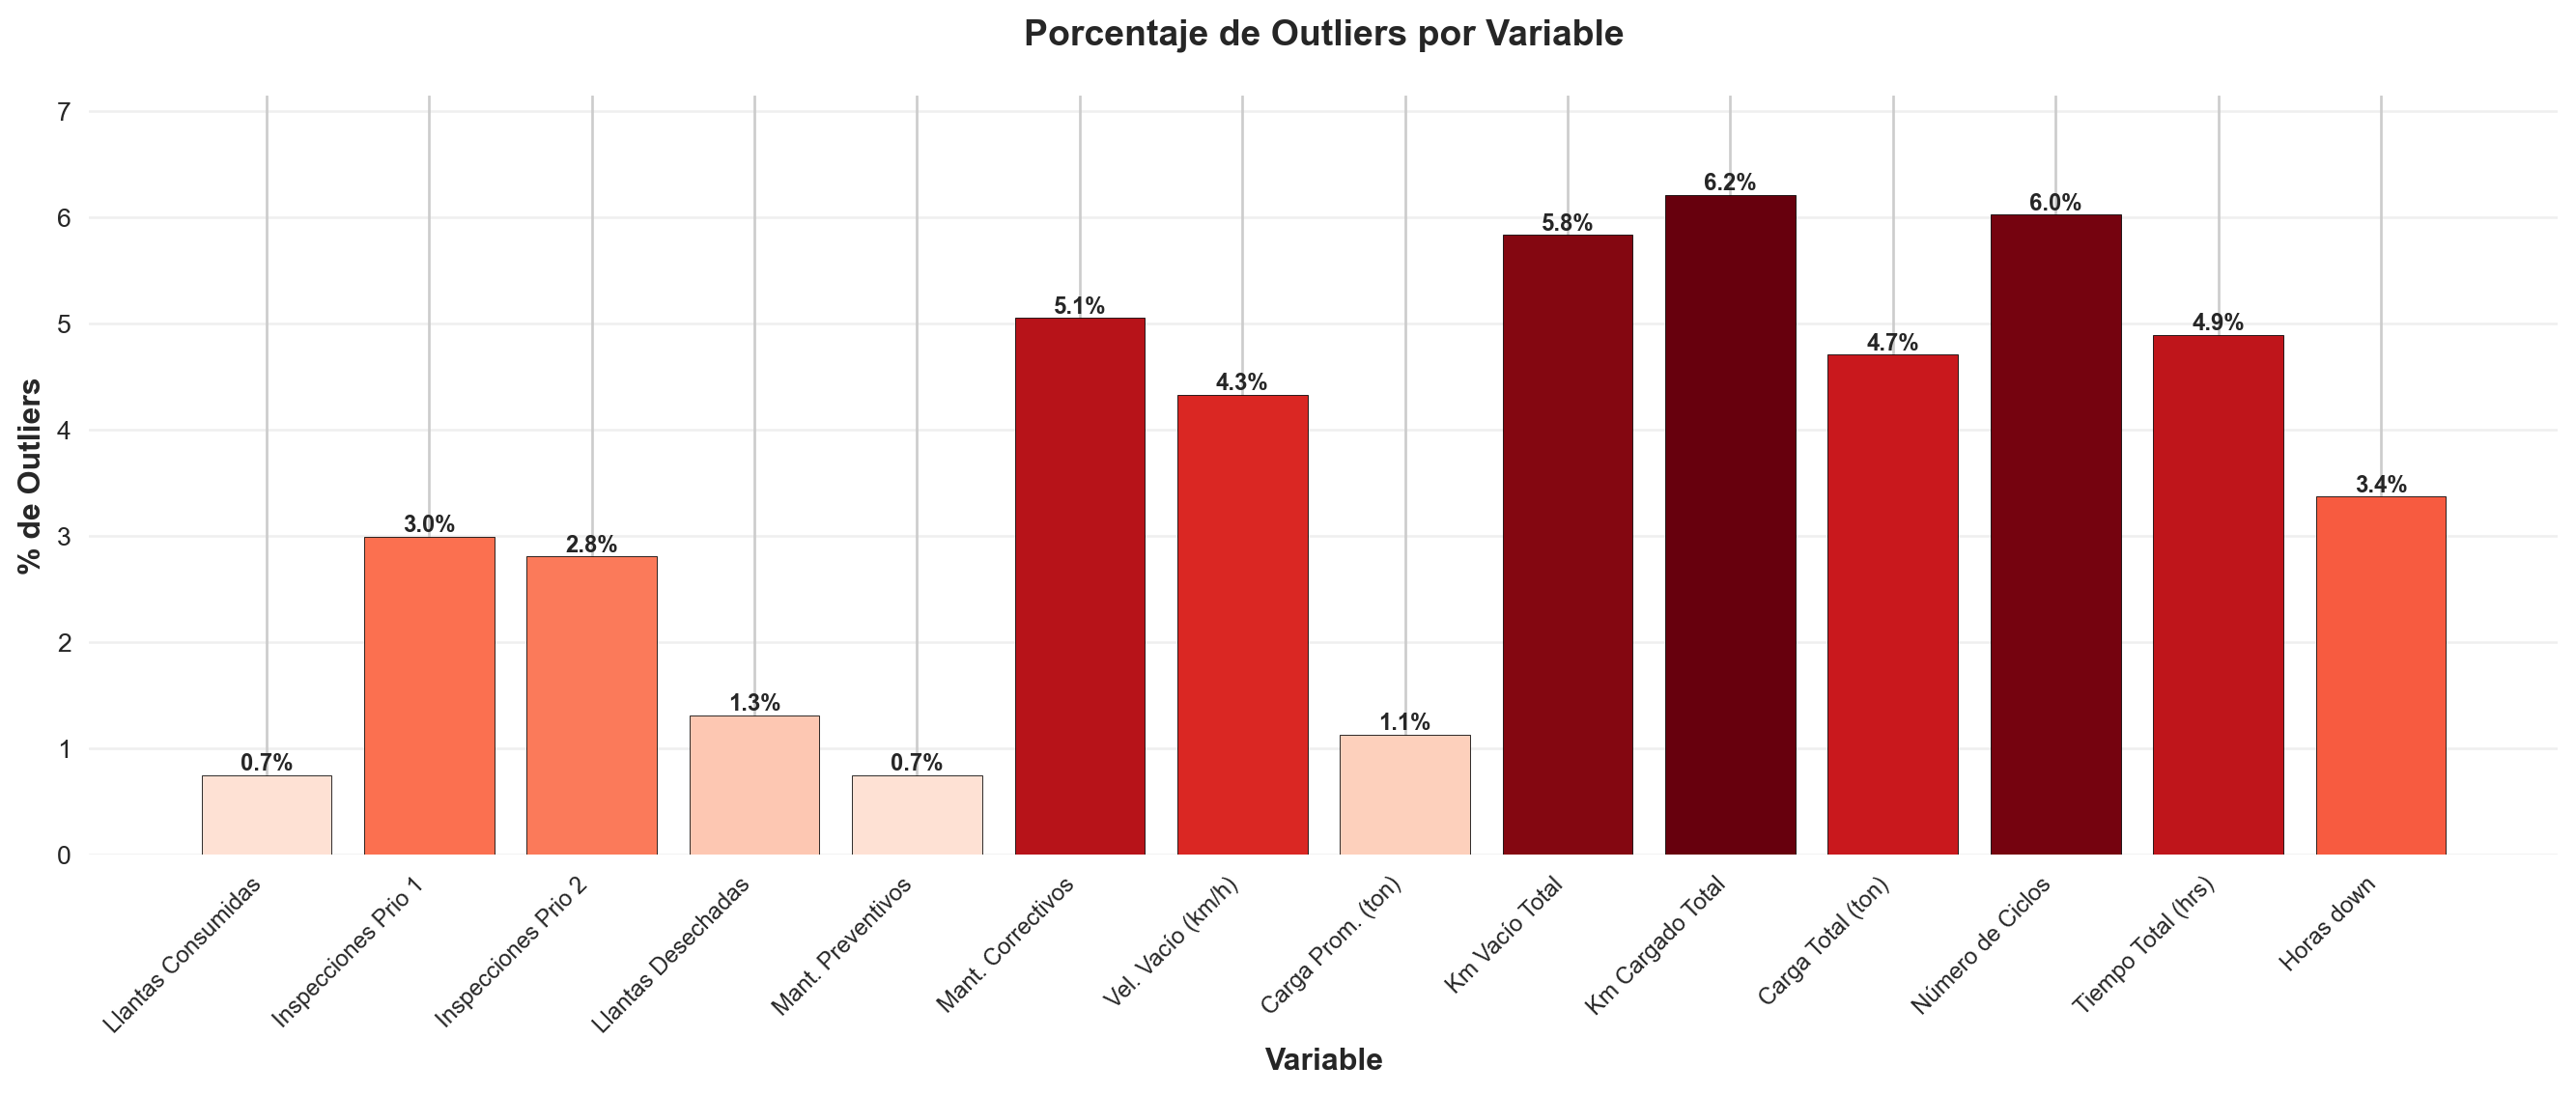 Porcentaje de Outliers por Variable
% de Outliers
7
6
5
4
3
2
1
0
0.7%
3.0%
2.8%
1.3%
0.7%
5.1%
4.3%
1.1%
5.8%
6.2%
4.7%
6.0%
4.9%
3.4%
Llantas Consumidas
Inspecciones Prio 1
Inspecciones Prio 2
Llantas Desechadas
Mant. Preventivos
Mant. Correctivos
Vel. Vacío (km/h)
Carga Prom. (ton)
Km Vacío Total
Km Cargado Total
Carga Total (ton)
Número de Ciclos
Tiempo Total (hrs)
Horas down
Variable